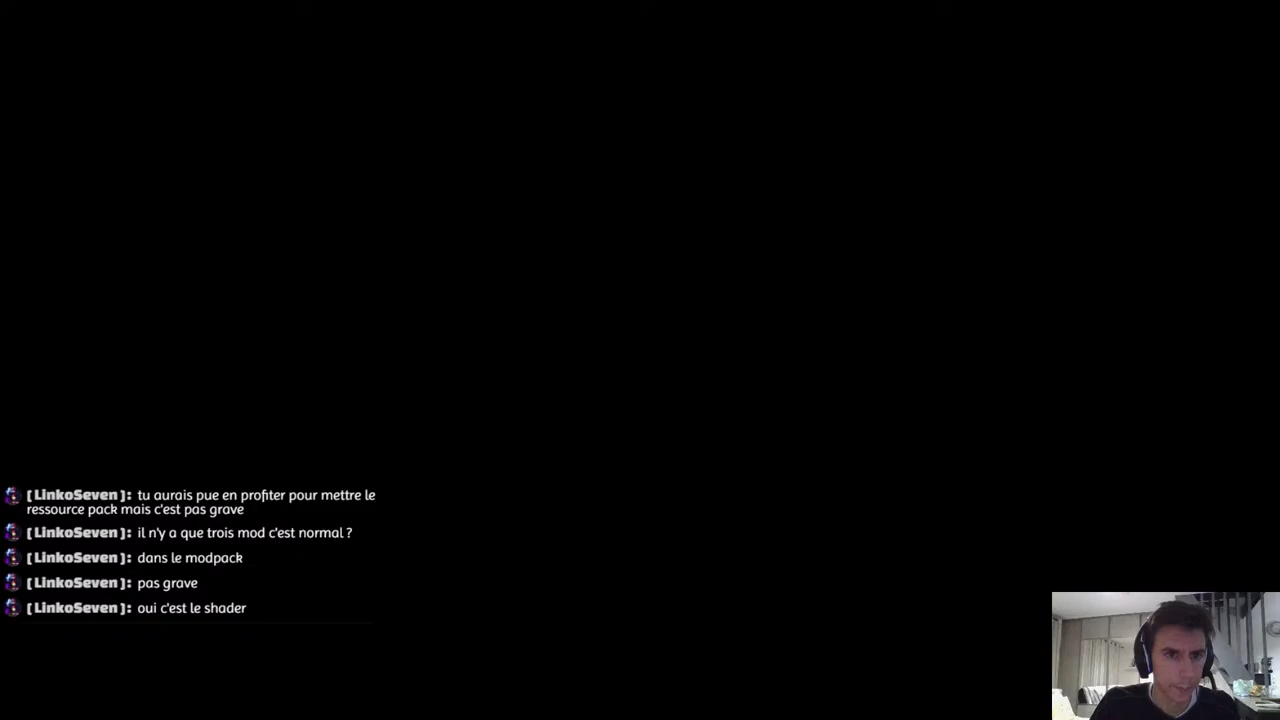 [LinkoSeven]: tu aurais pue en profiter pour mettre le
ressource pack mais c'est pas grave
[LinkoSeven]: il n'y a que trois mod c'est normal ?
[LinkoSeven]: dans le modpack
[LinkoSeven]: pas grave
[LinkoSeven]: oui c'est le shader